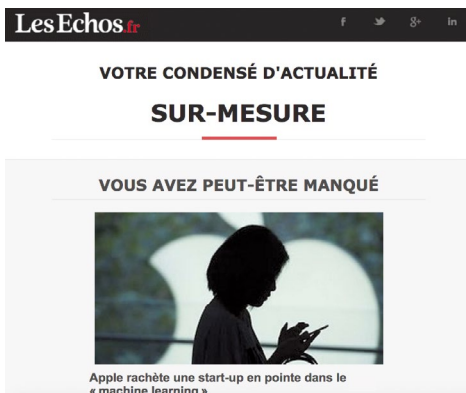 LesEchos.fr
f g+ in
VOTRE CONDENSÉ D'ACTUALITÉ
SUR-MESURE
VOUS AVEZ PEUT-ÊTRE MANQUÉ
Apple rachète une start-up en pointe dans le
« machine learning »